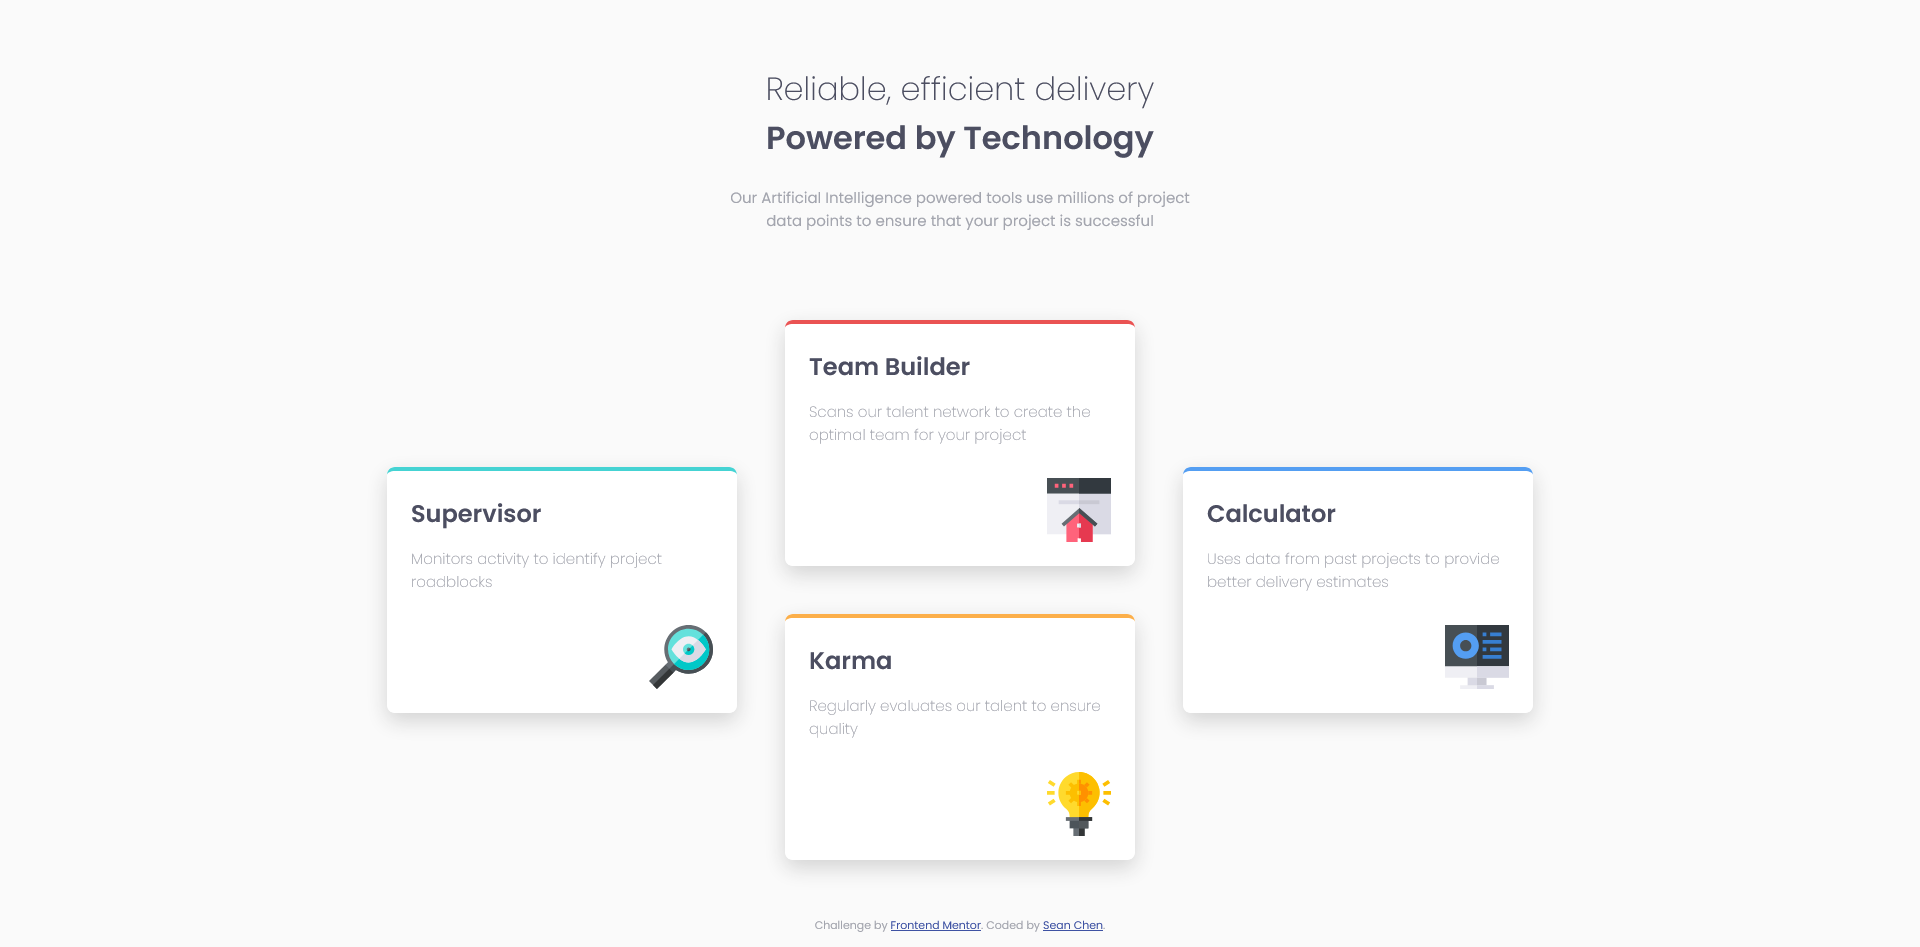 Reliable, efficient delivery
Powered by Technology
Our Artificial Intelligence powered tools use millions of project
data points to ensure that your project is successful
Supervisor
Monitors activity to identify project
roadblocks
Team Builder
Scans our talent network to create the
optimal team for your project
Karma
Regularly evaluates our talent to ensure
quality
Calculator
Uses data from past projects to provide
better delivery estimates
Challenge by Frontend Mentor. Coded by Sean Chen.